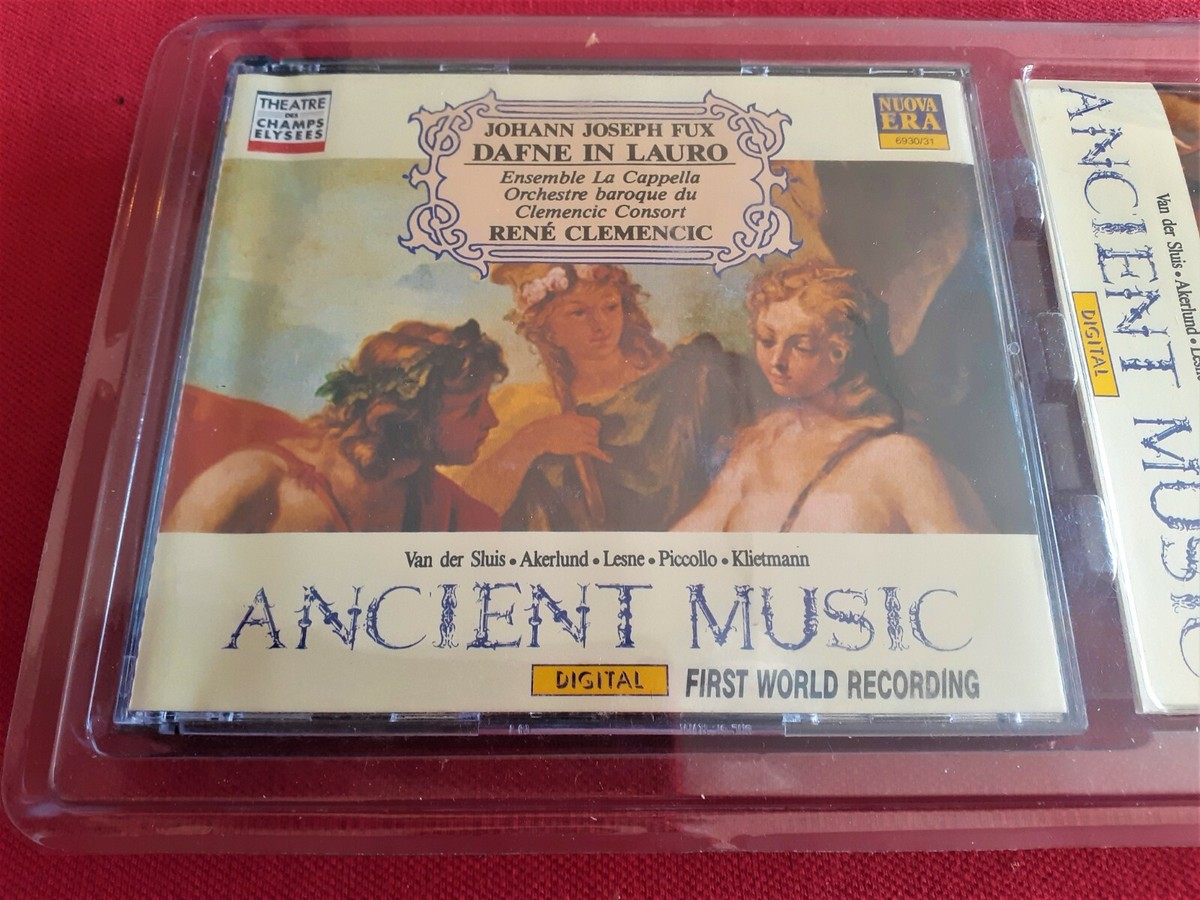 THEATRE
DES
CHAMPS
ELYSEES
JOHANN JOSEPH FUX
DAFNE IN LAURO
Ensemble La Cappella
Orchestre baroque du
Clemencic Consort
RENÉ CLEMENCIC
NUOVA
ERA
6930/31
Van der Sluis • Akerlund • Lesne • Piccollo • Klietmann
ANCIENT MUSIC
DIGITAL
FIRST WORLD RECORDING
ANCIENT MUSIC
Van der Sluis • Akerlund •
DIGITAL